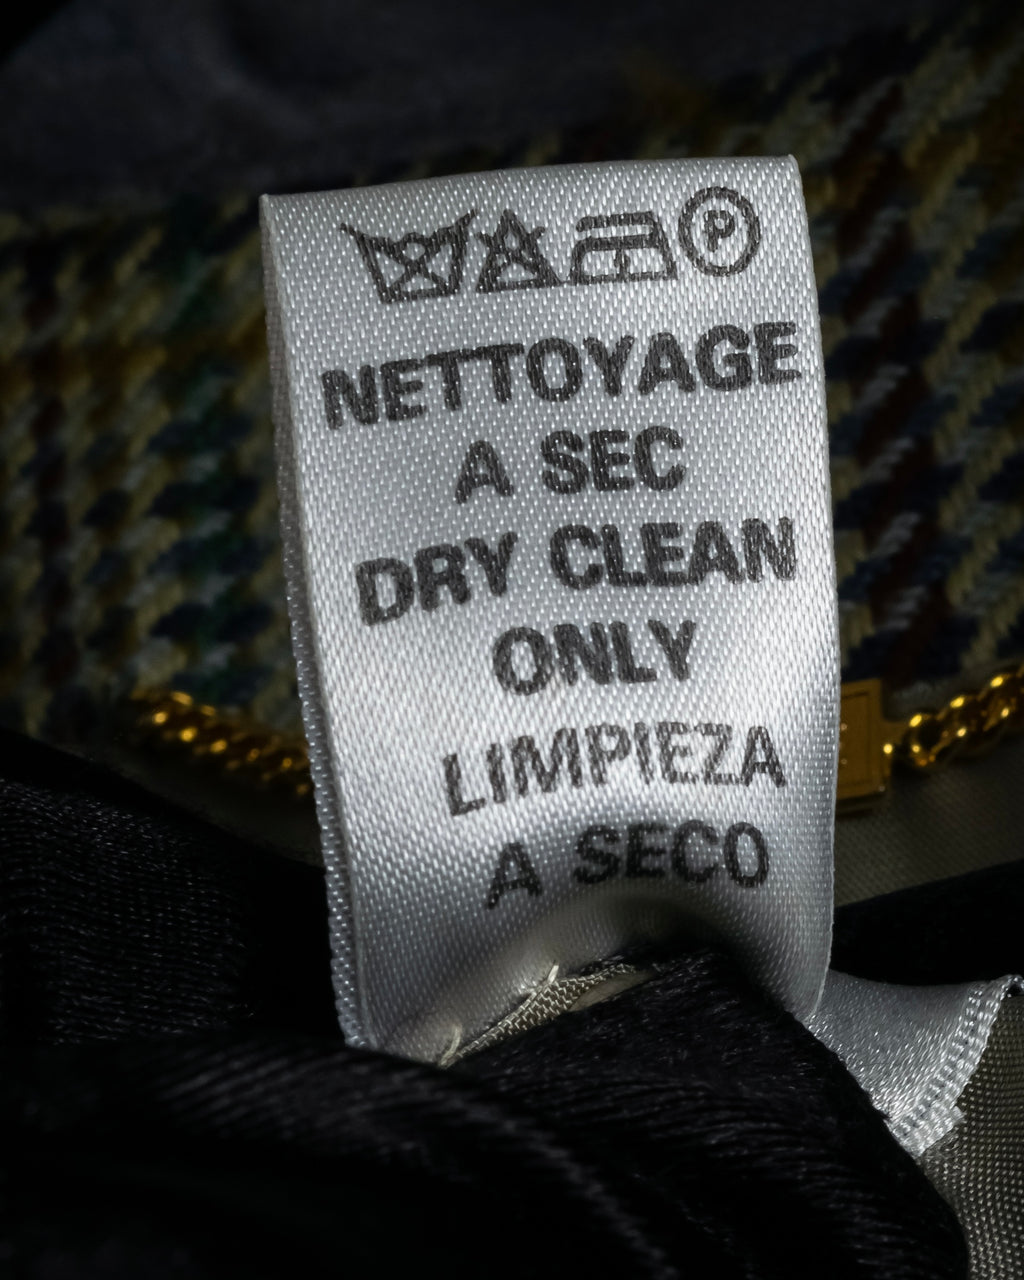 P
NETTOYAGE
A SEC
DRY CLEAN
ONLY
LIMPIEZA
A SECO